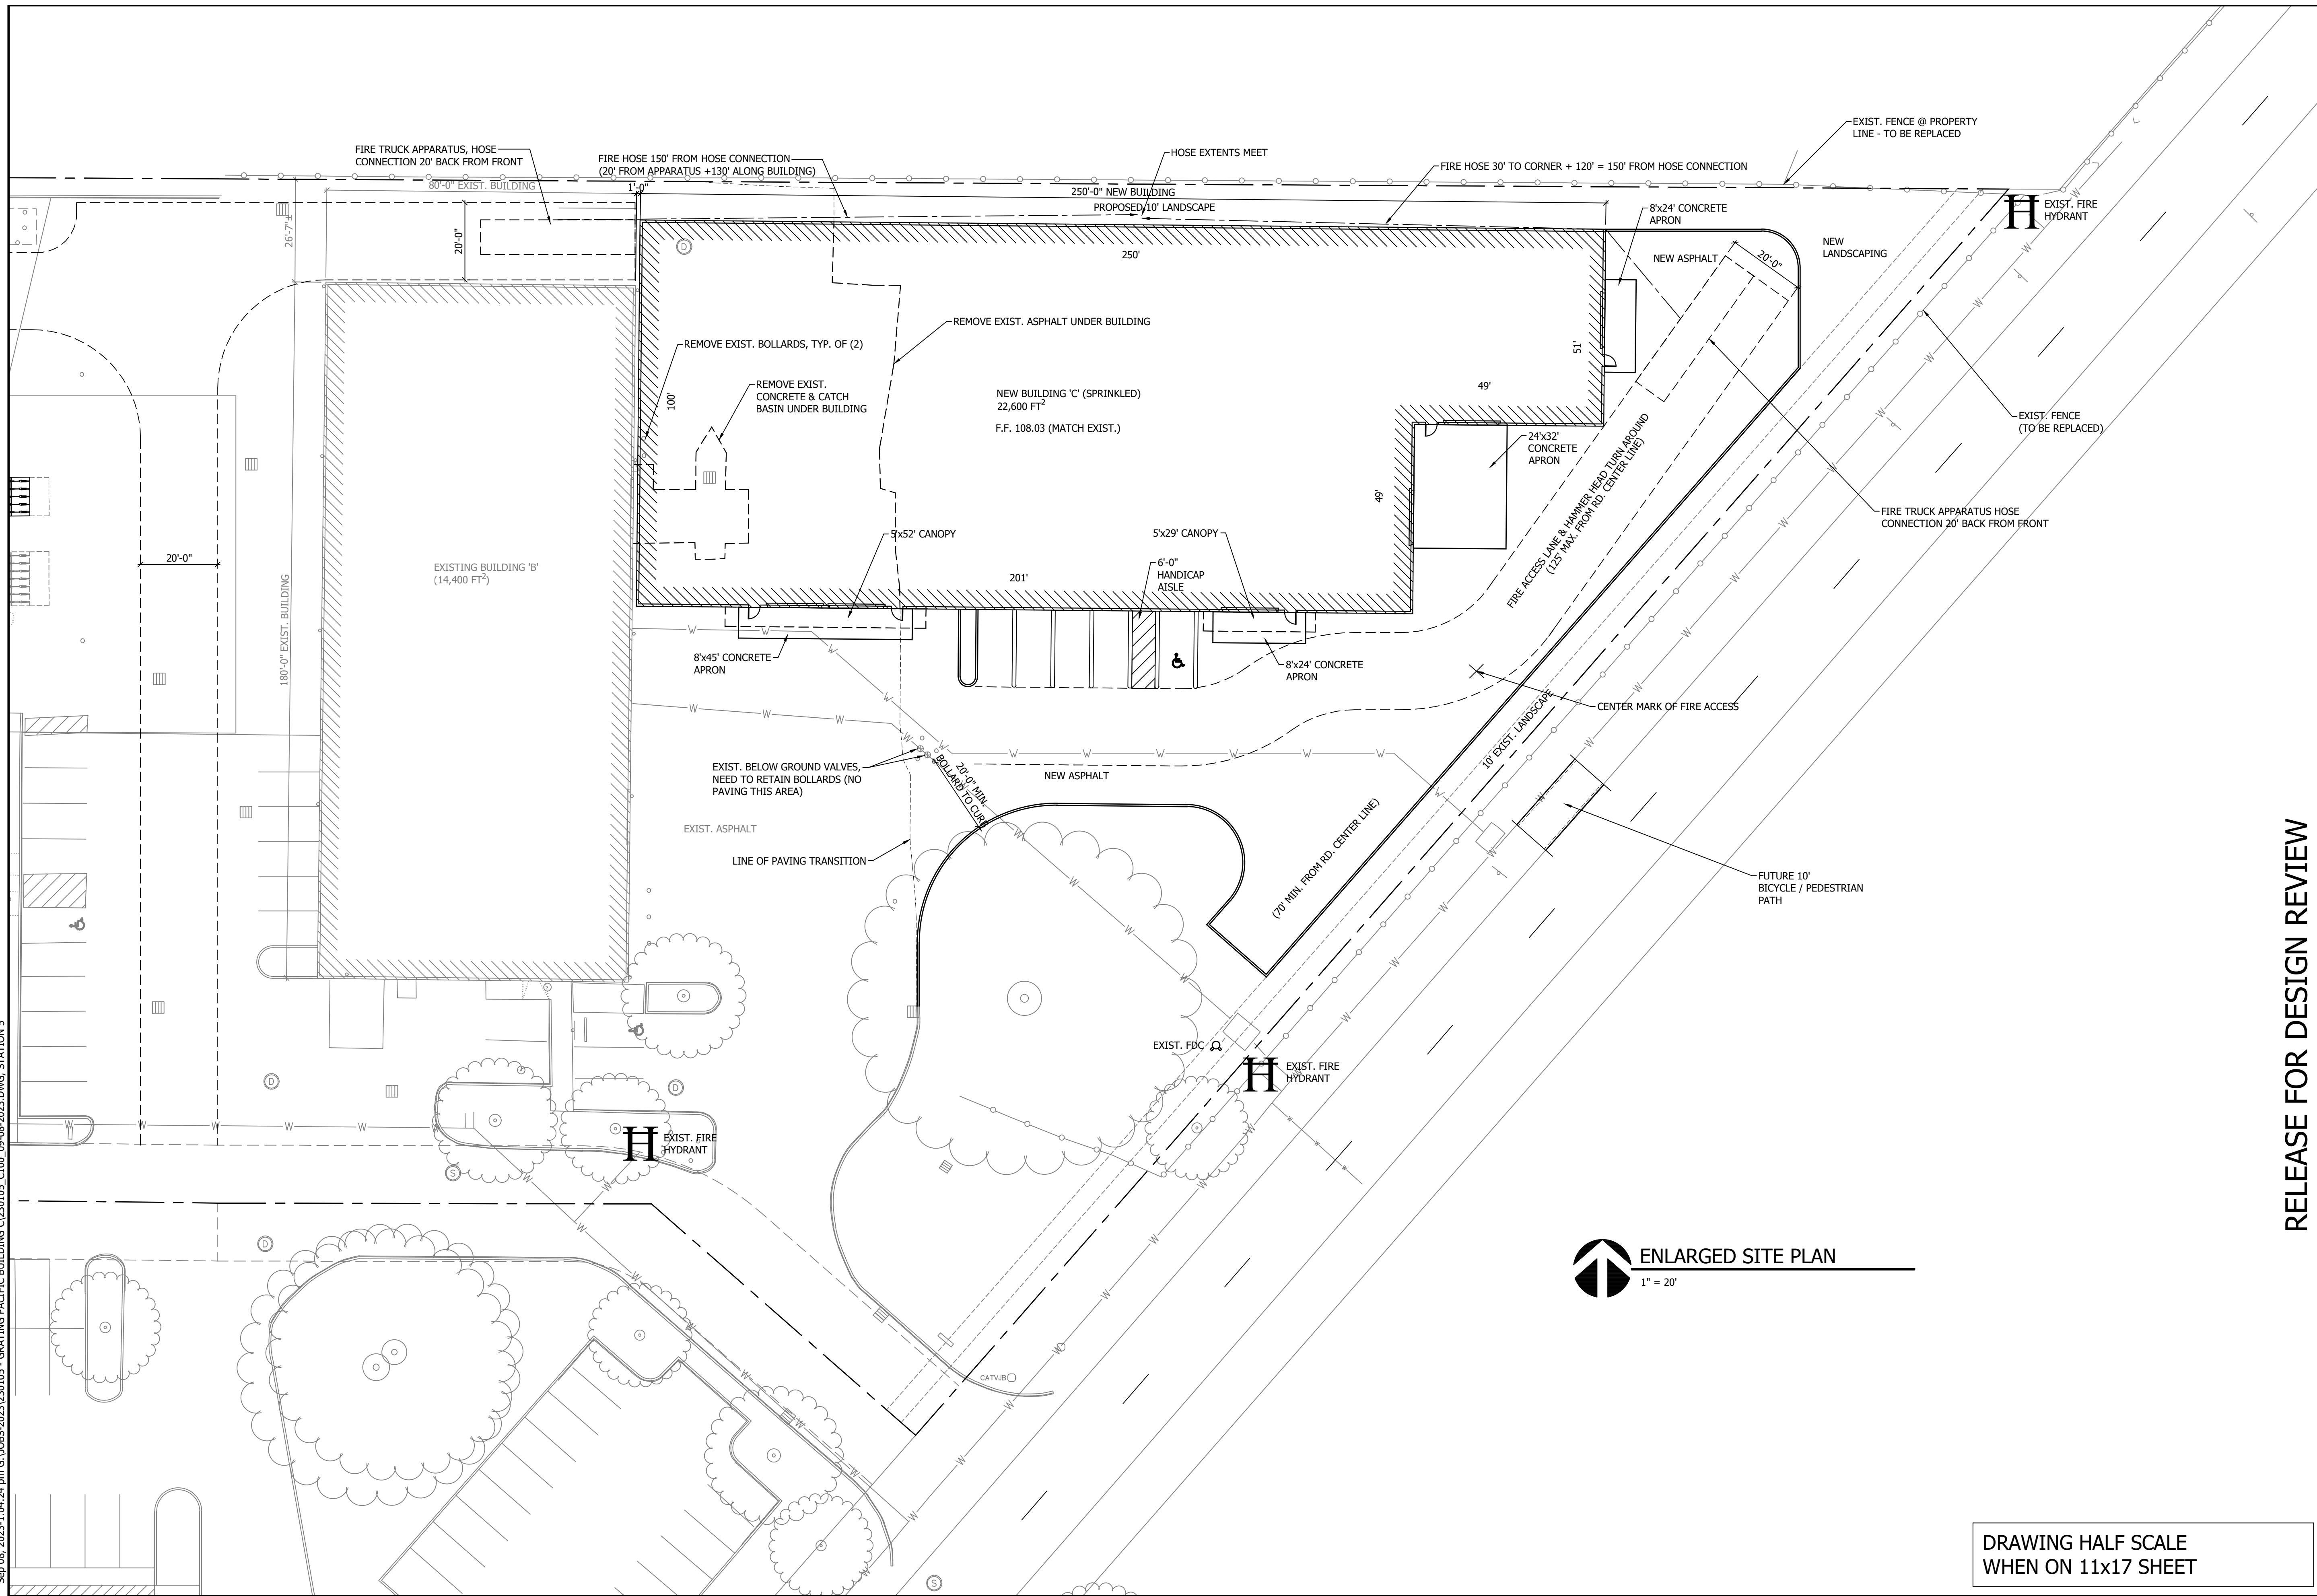 EXIST. FENCE @ PROPERTY
LINE - TO BE REPLACED
FIRE TRUCK APPARATUS, HOSE
CONNECTION 20' BACK FROM FRONT
FIRE HOSE 150' FROM HOSE CONNECTION
(20' FROM APPARATUS +130' ALONG BUILDING)
HOSE EXTENTS MEET
FIRE HOSE 30' TO CORNER + 120' = 150' FROM HOSE CONNECTION
80'-0" EXIST. BUILDING
1'-0"
250'-0" NEW BUILDING
PROPOSED 10' LANDSCAPE
8'x24' CONCRETE
APRON
H
EXIST. FIRE
HYDRANT
26'-7"±
20'-0"
D
250'
NEW ASPHALT
20'-0"
NEW
LANDSCAPING
REMOVE EXIST. ASPHALT UNDER BUILDING
REMOVE EXIST. BOLLARDS, TYP. OF (2)
51'
REMOVE EXIST.
CONCRETE & CATCH
BASIN UNDER BUILDING
100'
NEW BUILDING 'C' (SPRINKLED)
22,600 FT2
F.F. 108.03 (MATCH EXIST.)
49'
EXIST. FENCE
(TO BE REPLACED)
24'x32'
CONCRETE
APRON
49'
FIRE ACCESS LANE & HAMMER HEAD TURN AROUND
(125' MAX. FROM RD. CENTER LINE)
FIRE TRUCK APPARATUS HOSE
CONNECTION 20' BACK FROM FRONT
5'x52' CANOPY
5'x29' CANOPY
20'-0"
EXISTING BUILDING 'B'
(14,400 FT2)
180'-0" EXIST. BUILDING
201'
6'-0"
HANDICAP
AISLE
8'x45' CONCRETE
APRON
8'x24' CONCRETE
APRON
CENTER MARK OF FIRE ACCESS
10' EXIST. LANDSCAPE
EXIST. BELOW GROUND VALVES,
NEED TO RETAIN BOLLARDS (NO
PAVING THIS AREA)
20'-0" MIN.
BOLLARD TO CURB
NEW ASPHALT
EXIST. ASPHALT
LINE OF PAVING TRANSITION
(70' MIN. FROM RD. CENTER LINE)
FUTURE 10'
BICYCLE / PEDESTRIAN
PATH
RELEASE FOR DESIGN REVIEW
EXIST. FDC
H
EXIST. FIRE
HYDRANT
D
D
H
EXIST. FIRE
HYDRANT
S
D
ENLARGED SITE PLAN
1" = 20'
CATVJB
S
DRAWING HALF SCALE
WHEN ON 11x17 SHEET